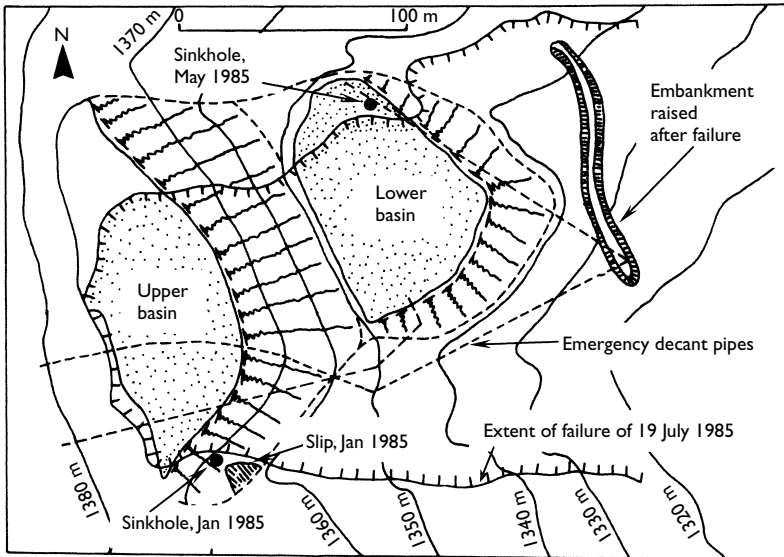 0
100 m
N
1370 m
Sinkhole,
May 1985
Embankment
raised
after failure
Lower
basin
Upper
basin
Emergency decant pipes
Slip, Jan 1985
Extent of failure of 19 July 1985
Sinkhole, Jan 1985
1380 m
1360 m
1350 m
1340 m
1330 m
1320 m